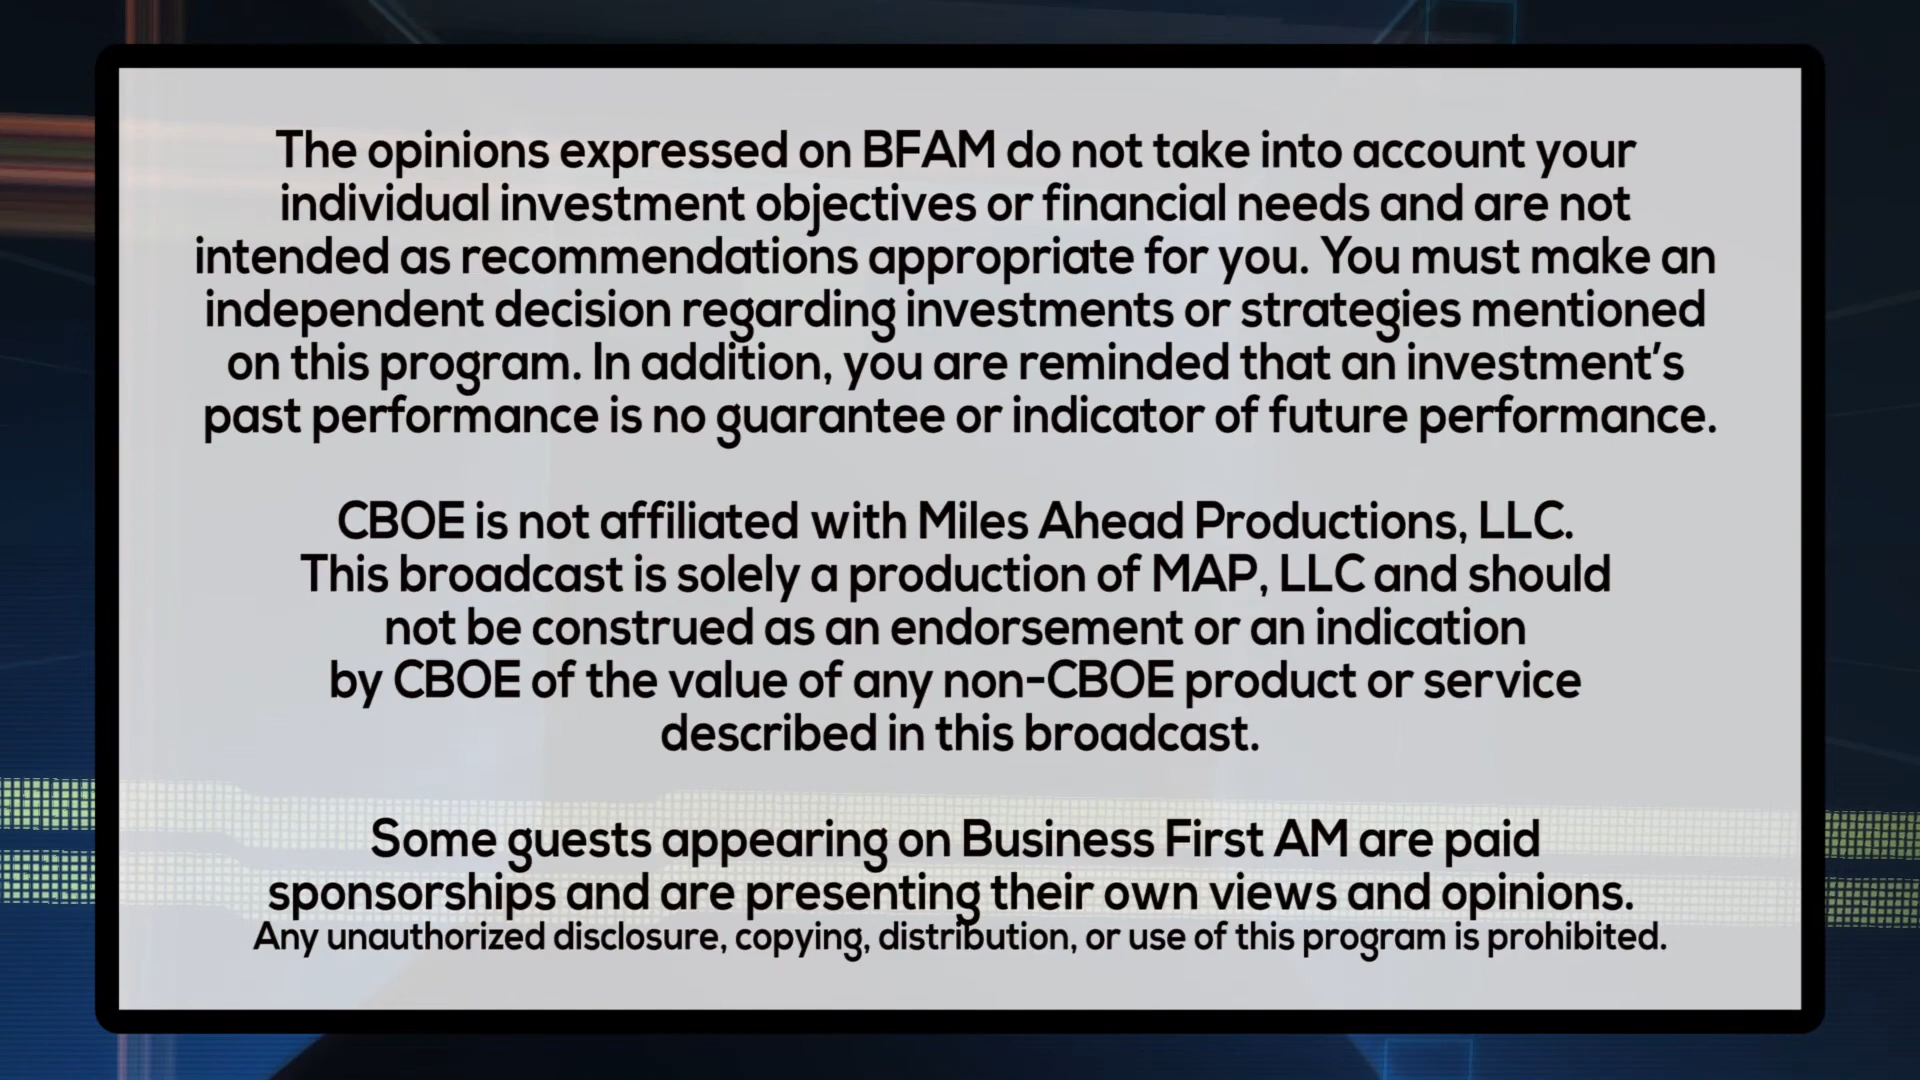 The opinions expressed on BFAM do not take into account your
individual investment objectives or financial needs and are not
intended as recommendations appropriate for you. You must make an
independent decision regarding investments or strategies mentioned
on this program. In addition, you are reminded that an investment's
past performance is no guarantee or indicator of future performance.
CBOE is not affiliated with Miles Ahead Productions, LLC.
This broadcast is solely a production of MAP, LLC and should
not be construed as an endorsement or an indication
by CBOE of the value of any non-CBOE product or service
described in this broadcast.
Some guests appearing on Business First AM are paid
sponsorships and are presenting their own views and opinions.
Any unauthorized disclosure, copying, distribution, or use of this program is prohibited.